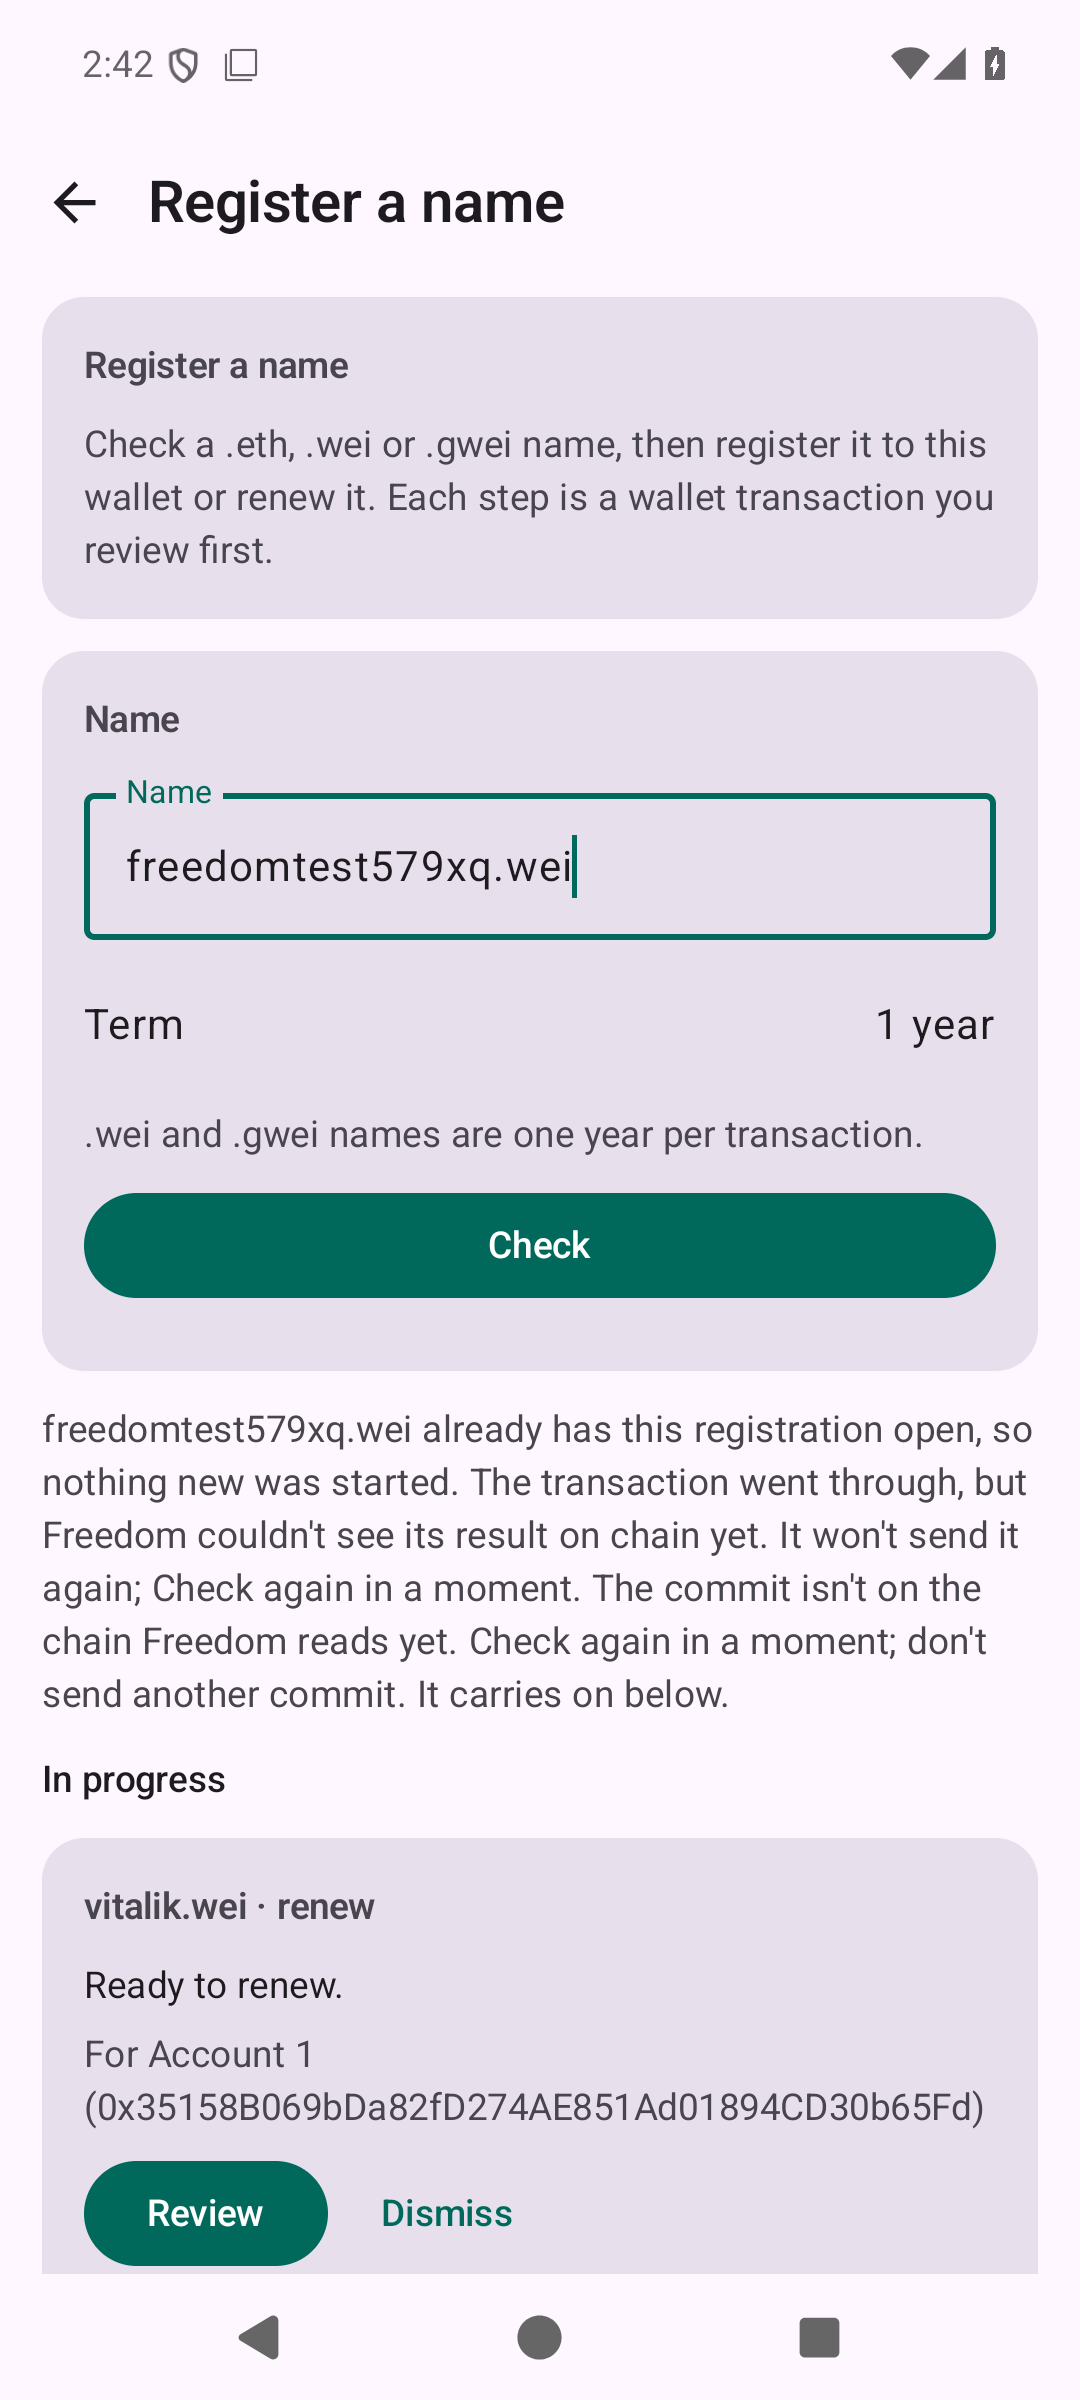 2:42
Register a name
Register a name
Check a .eth, .wei or .gwei name, then register it to this
wallet or renew it. Each step is a wallet transaction you
review first.
Name
Name
freedomtest579xq.wei
Term
1 year
.wei and .gwei names are one year per transaction.
Check
freedomtest579xq.wei already has this registration open, so
nothing new was started. The transaction went through, but
Freedom couldn't see its result on chain yet. It won't send it
again; Check again in a moment. The commit isn't on the
chain Freedom reads yet. Check again in a moment; don't
send another commit. It carries on below.
In progress
vitalik.wei · renew
Ready to renew.
For Account 1
(0x35158B069bDa82fD274AE851Ad01894CD30b65Fd)
Review
Dismiss